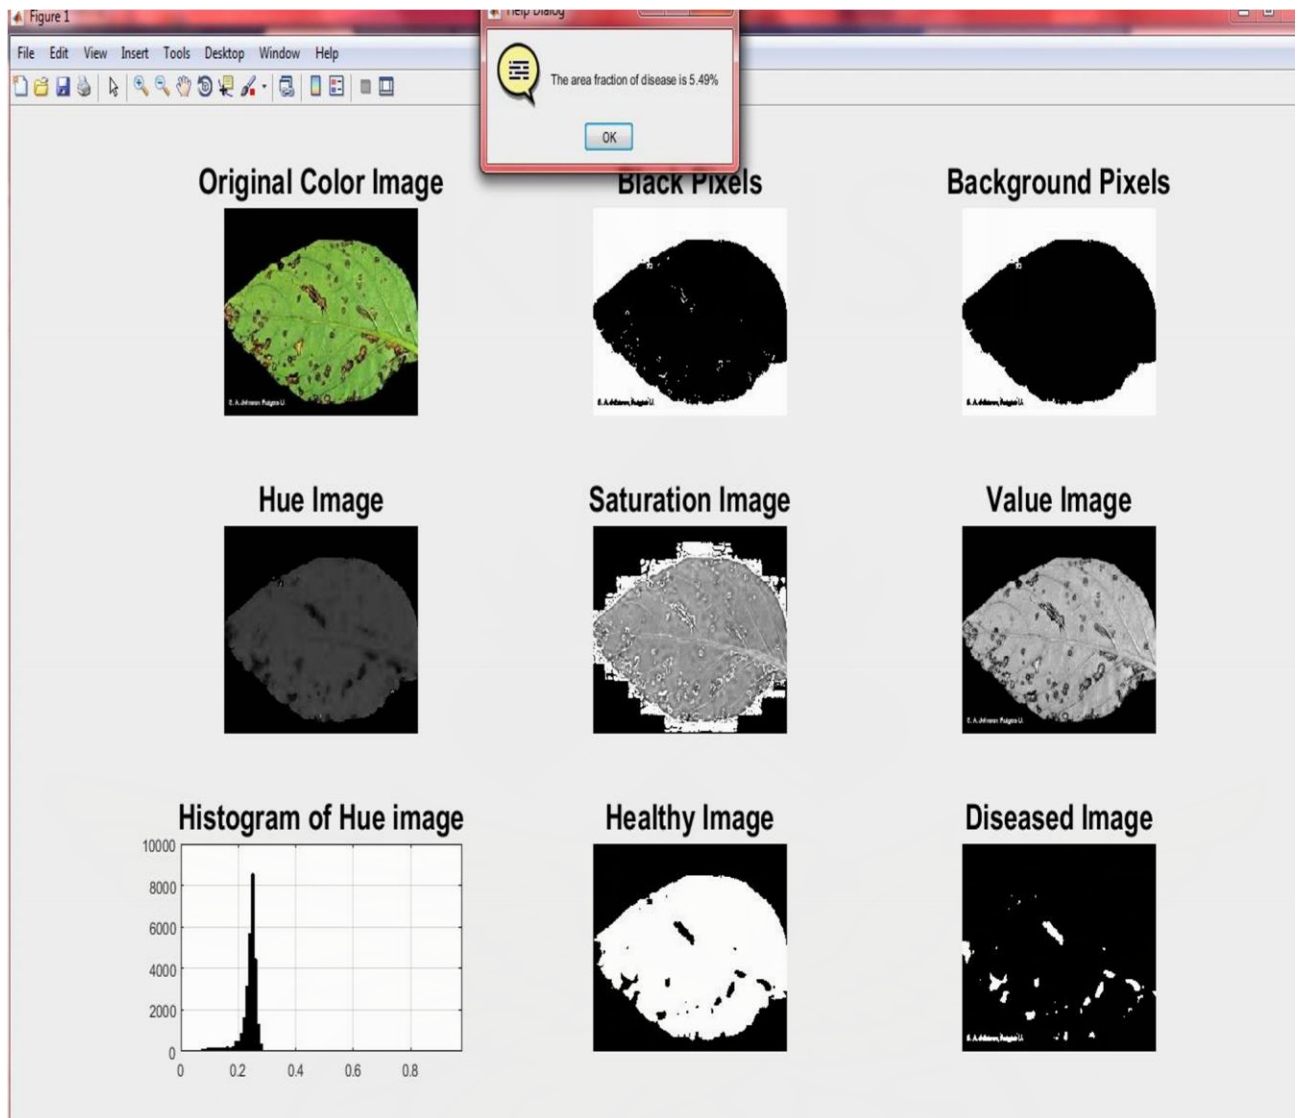 Figure 1
Help Dialog
File Edit View Insert Tools Desktop Window Help
The area fraction of disease is 5.49%
OK
Original Color Image
Black Pixels
Background Pixels
Hue Image
Saturation Image
Value Image
Histogram of Hue image
Healthy Image
Diseased Image
10000
8000
6000
4000
2000
0
0 0.2 0.4 0.6 0.8